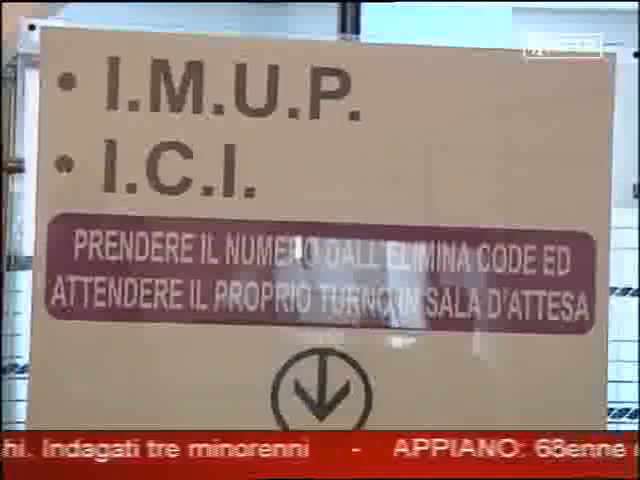 • I.M.U.P.
• I.C.I.
PRENDERE IL NUMERO DALL'ELIMINA CODE ED
ATTENDERE IL PROPRIO TURNO IN SALA D'ATTESA
hi. Indagati tre minorenni - APPIANO: 68enne